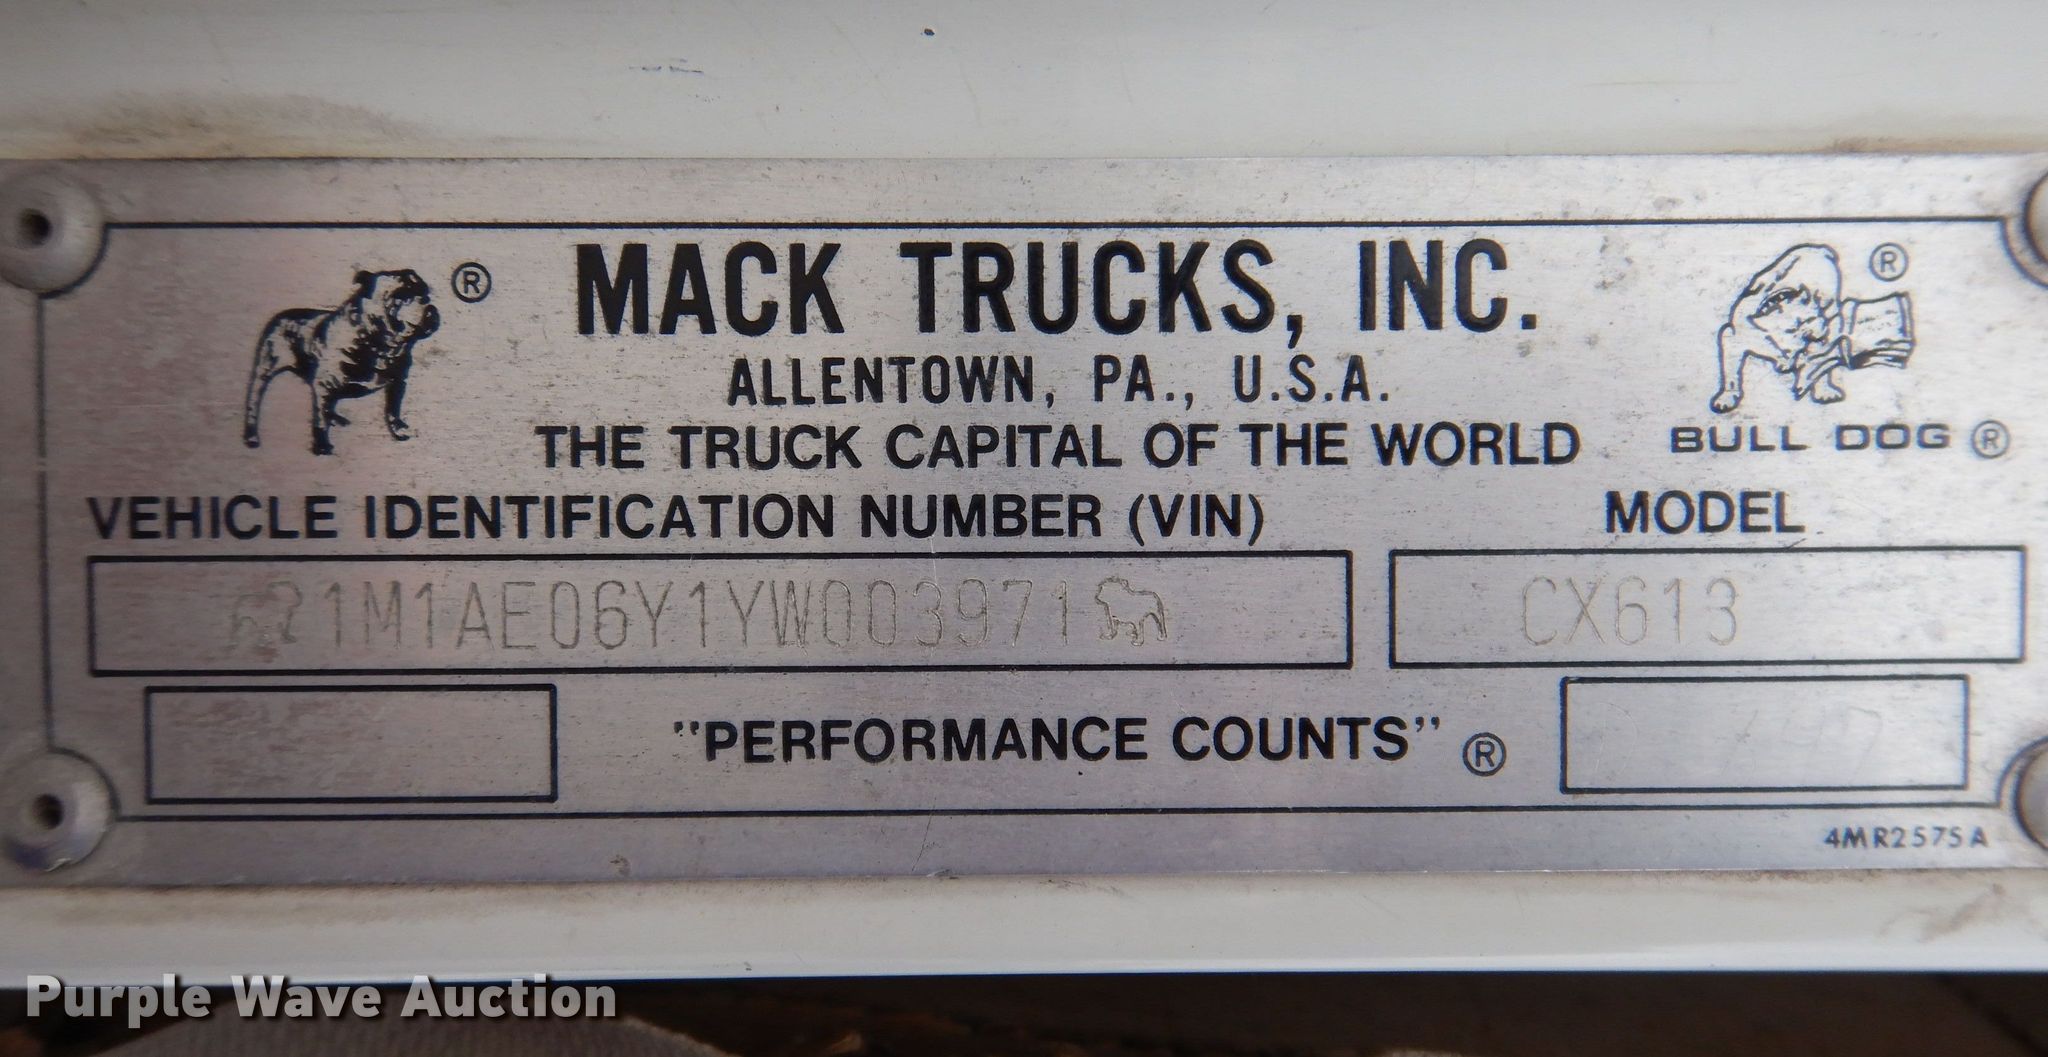 ® MACK TRUCKS, INC. ®
ALLENTOWN, PA., U.S.A.
THE TRUCK CAPITAL OF THE WORLD BULL DOG ®
VEHICLE IDENTIFICATION NUMBER (VIN) MODEL
1M1AE06Y1YW003971 CX613
"PERFORMANCE COUNTS" ®
4MR2575A
Purple Wave Auction